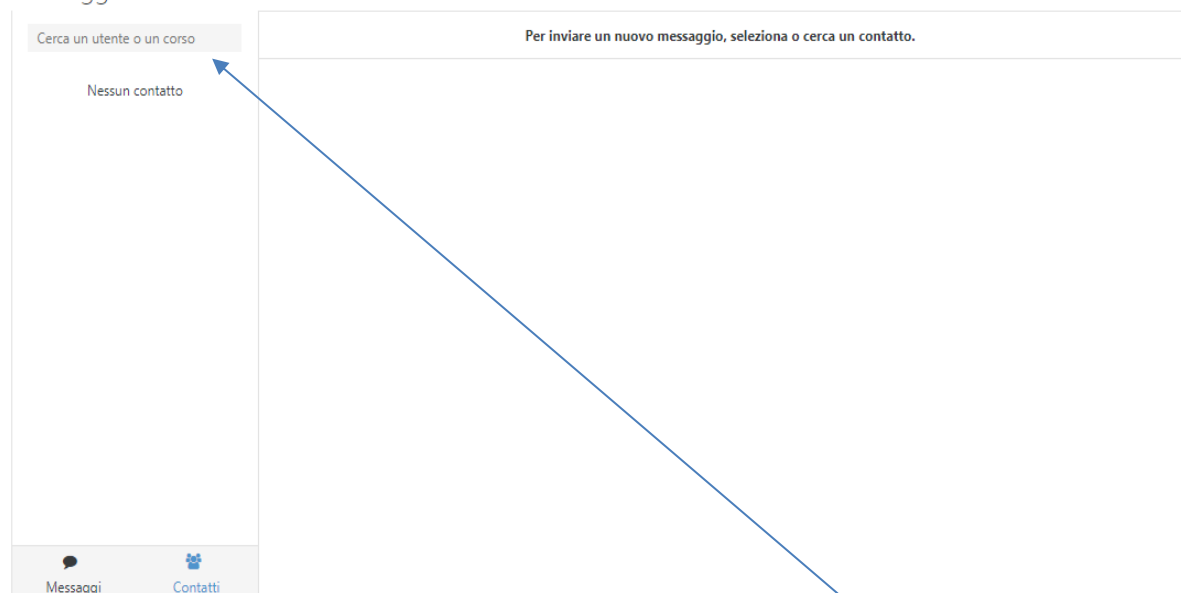 Cerca un utente o un corso
Per inviare un nuovo messaggio, seleziona o cerca un contatto.
Nessun contatto
Messaggi
Contatti